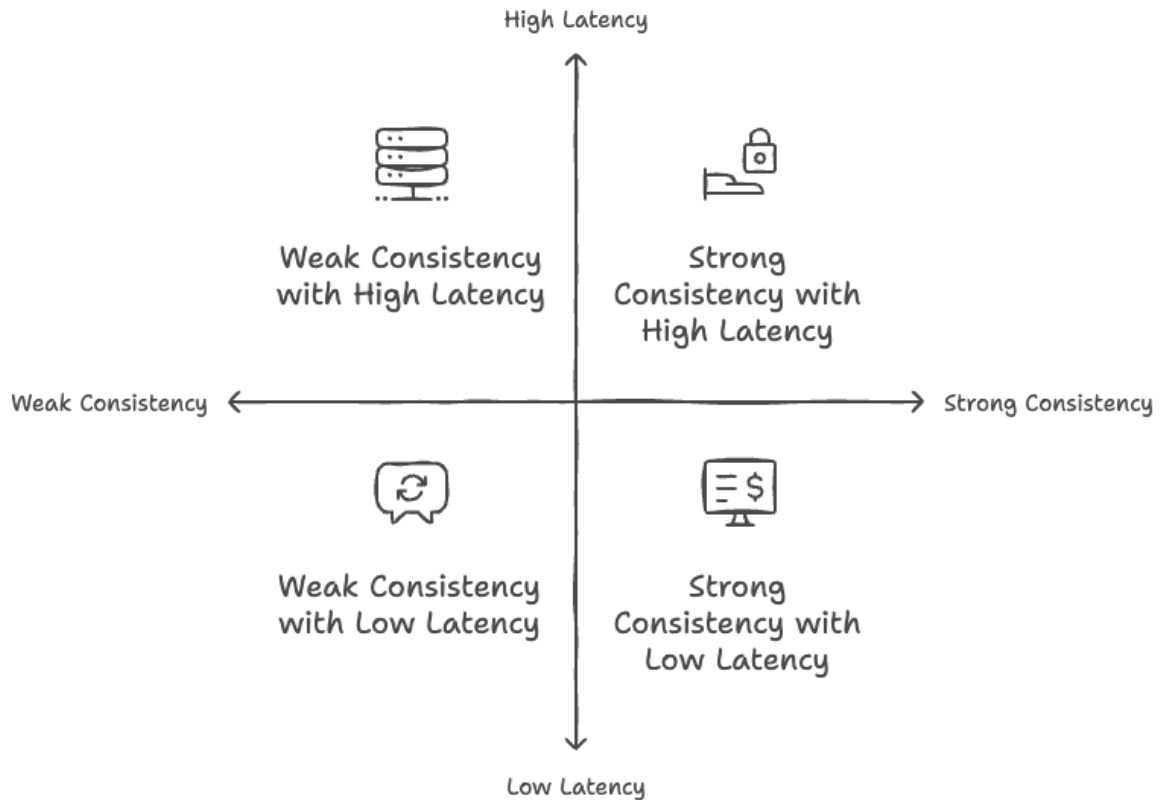 High Latency
Weak Consistency
with High Latency
Strong
Consistency with
High Latency
Weak Consistency
Strong Consistency
$
Weak Consistency
with Low Latency
Strong
Consistency with
Low Latency
Low Latency